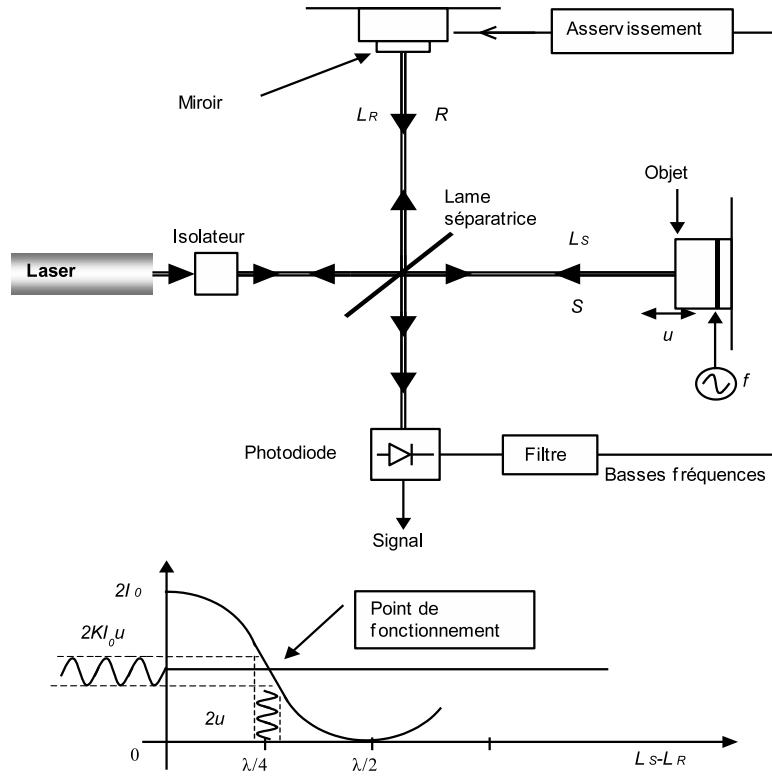 Asservissement
Miroir
LR
R
Objet
Lame
séparatrice
Isolateur
LS
Laser
S
u
f
Photodiode
Filtre
Basses fréquences
Signal
2I0
Point de
fonctionnement
2KI0u
2u
0
λ/4
λ/2
LS-LR